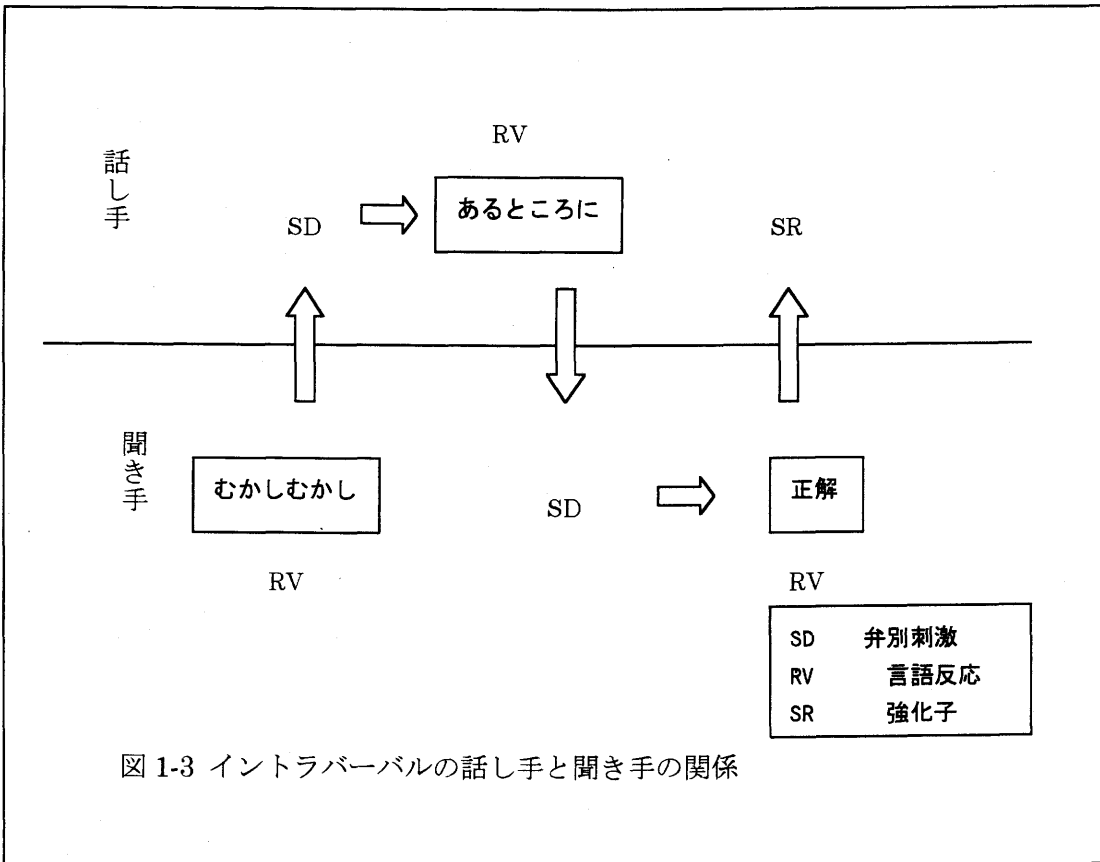 RV
話し手
あるところに
SD
SR
聞き手
むかしむかし
SD
正解
RV
RV
SD 弁別刺激
RV 言語反応
SR 強化子
図 1-3 イントラバーバルの話し手と聞き手の関係